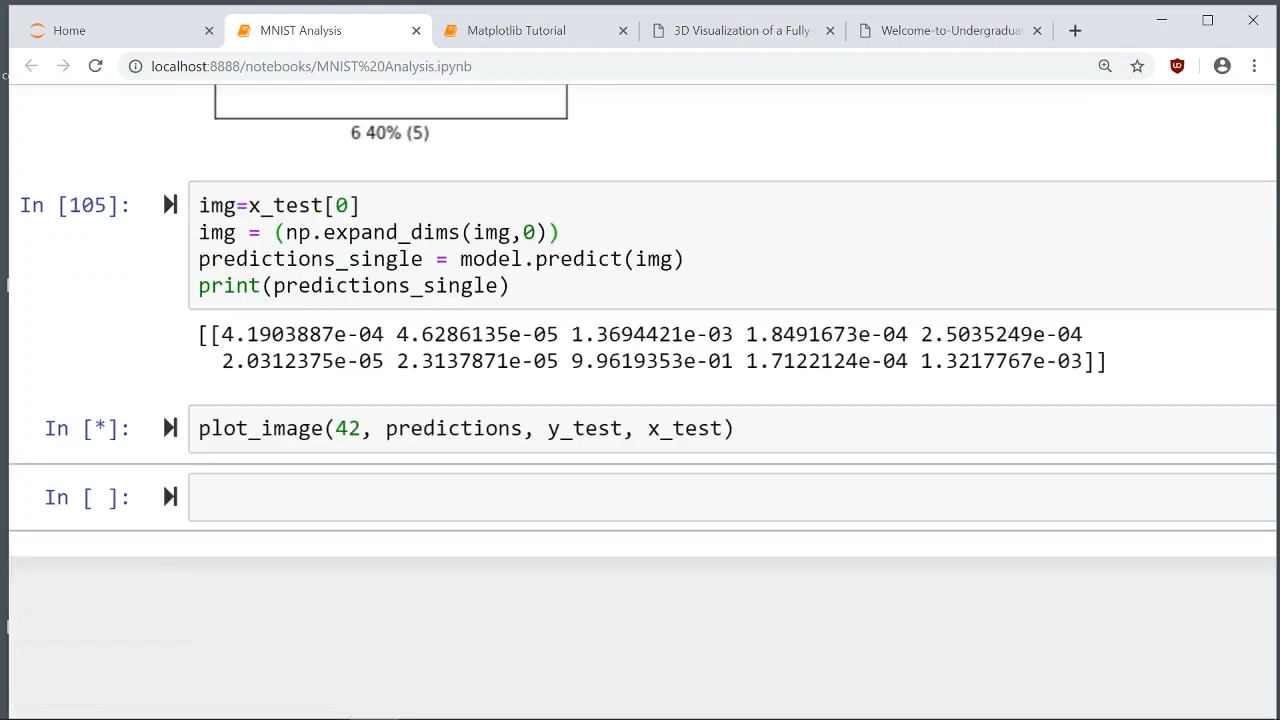 Home
MNIST Analysis
Matplotlib Tutorial
3D Visualization of a Fully-
Welcome-to-Undergradua
localhost:8888/notebooks/MNIST%20Analysis.ipynb
6 40% (5)
In [105]:
img=x_test[0]
img = (np.expand_dims(img,0))
predictions_single = model.predict(img)
print(predictions_single)
[[4.1903887e-04 4.6286135e-05 1.3694421e-03 1.8491673e-04 2.5035249e-04
2.0312375e-05 2.3137871e-05 9.9619353e-01 1.7122124e-04 1.3217767e-03]]
In [*]:
plot_image(42, predictions, y_test, x_test)
In [ ]: